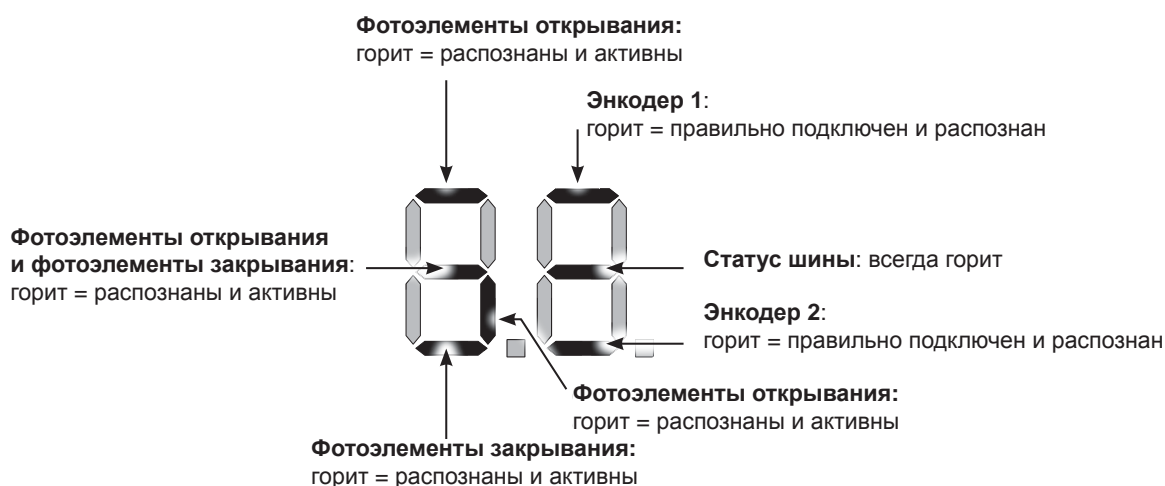 Фотоэлементы открывания:
горит = распознаны и активны
Энкодер 1:
горит = правильно подключен и распознан
Фотоэлементы открывания
и фотоэлементы закрывания:
горит = распознаны и активны
Статус шины: всегда горит
Энкодер 2:
горит = правильно подключен и распознан
Фотоэлементы открывания:
горит = распознаны и активны
Фотоэлементы закрывания:
горит = распознаны и активны